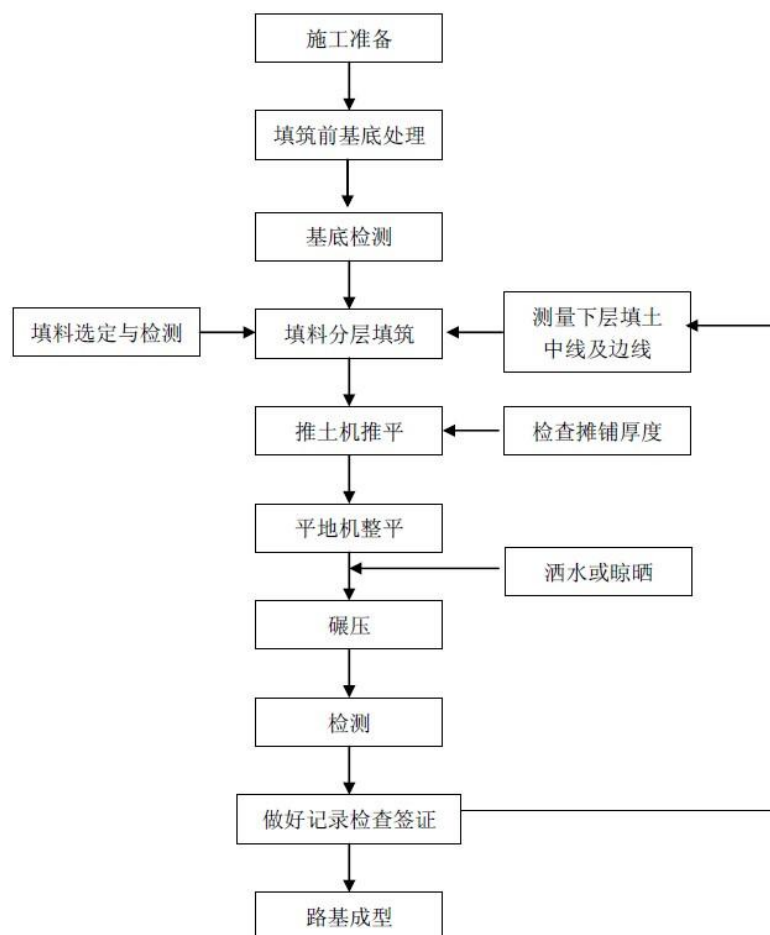 施工准备
填筑前基底处理
基底检测
填料选定与检测
填料分层填筑
测量下层填土
中线及边线
推土机推平
检查摊铺厚度
平地机整平
洒水或晾晒
碾压
检测
做好记录检查签证
路基成型